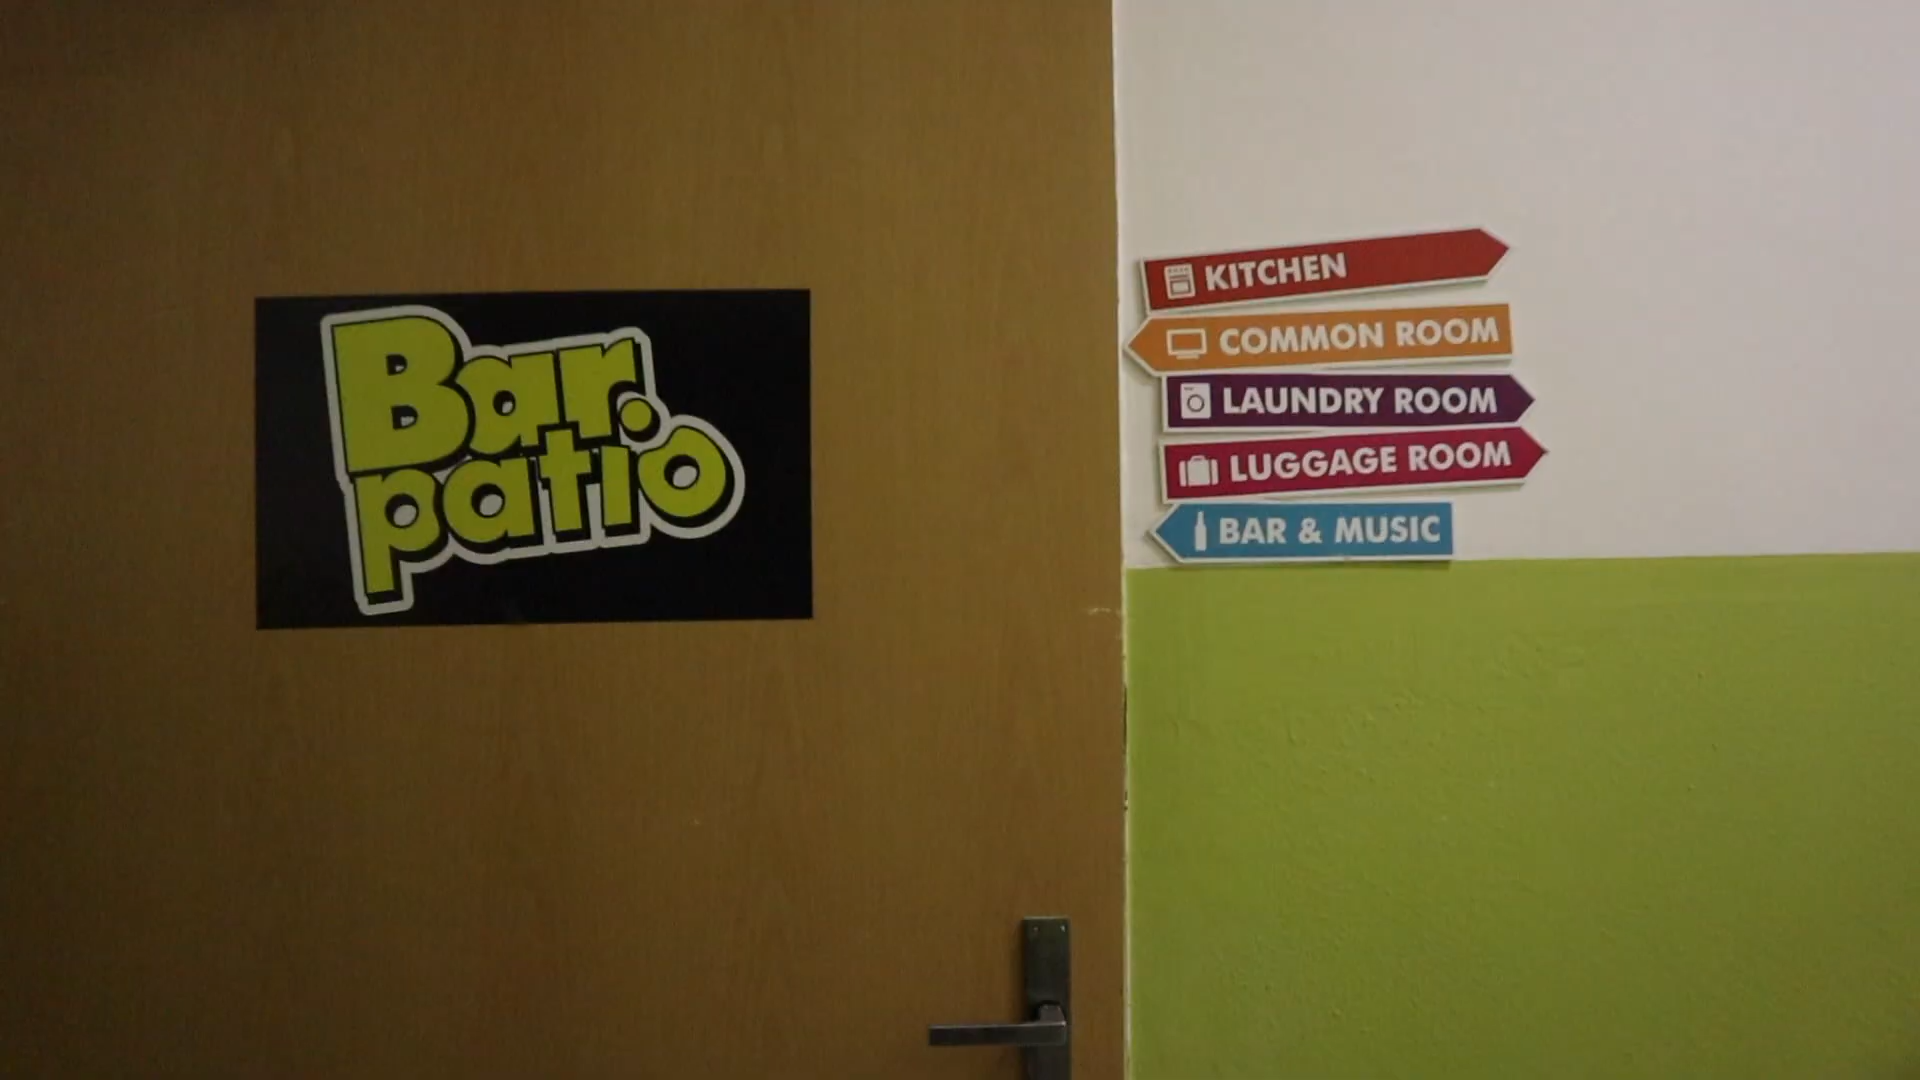 Bar.
patio
KITCHEN
COMMON ROOM
LAUNDRY ROOM
LUGGAGE ROOM
BAR & MUSIC